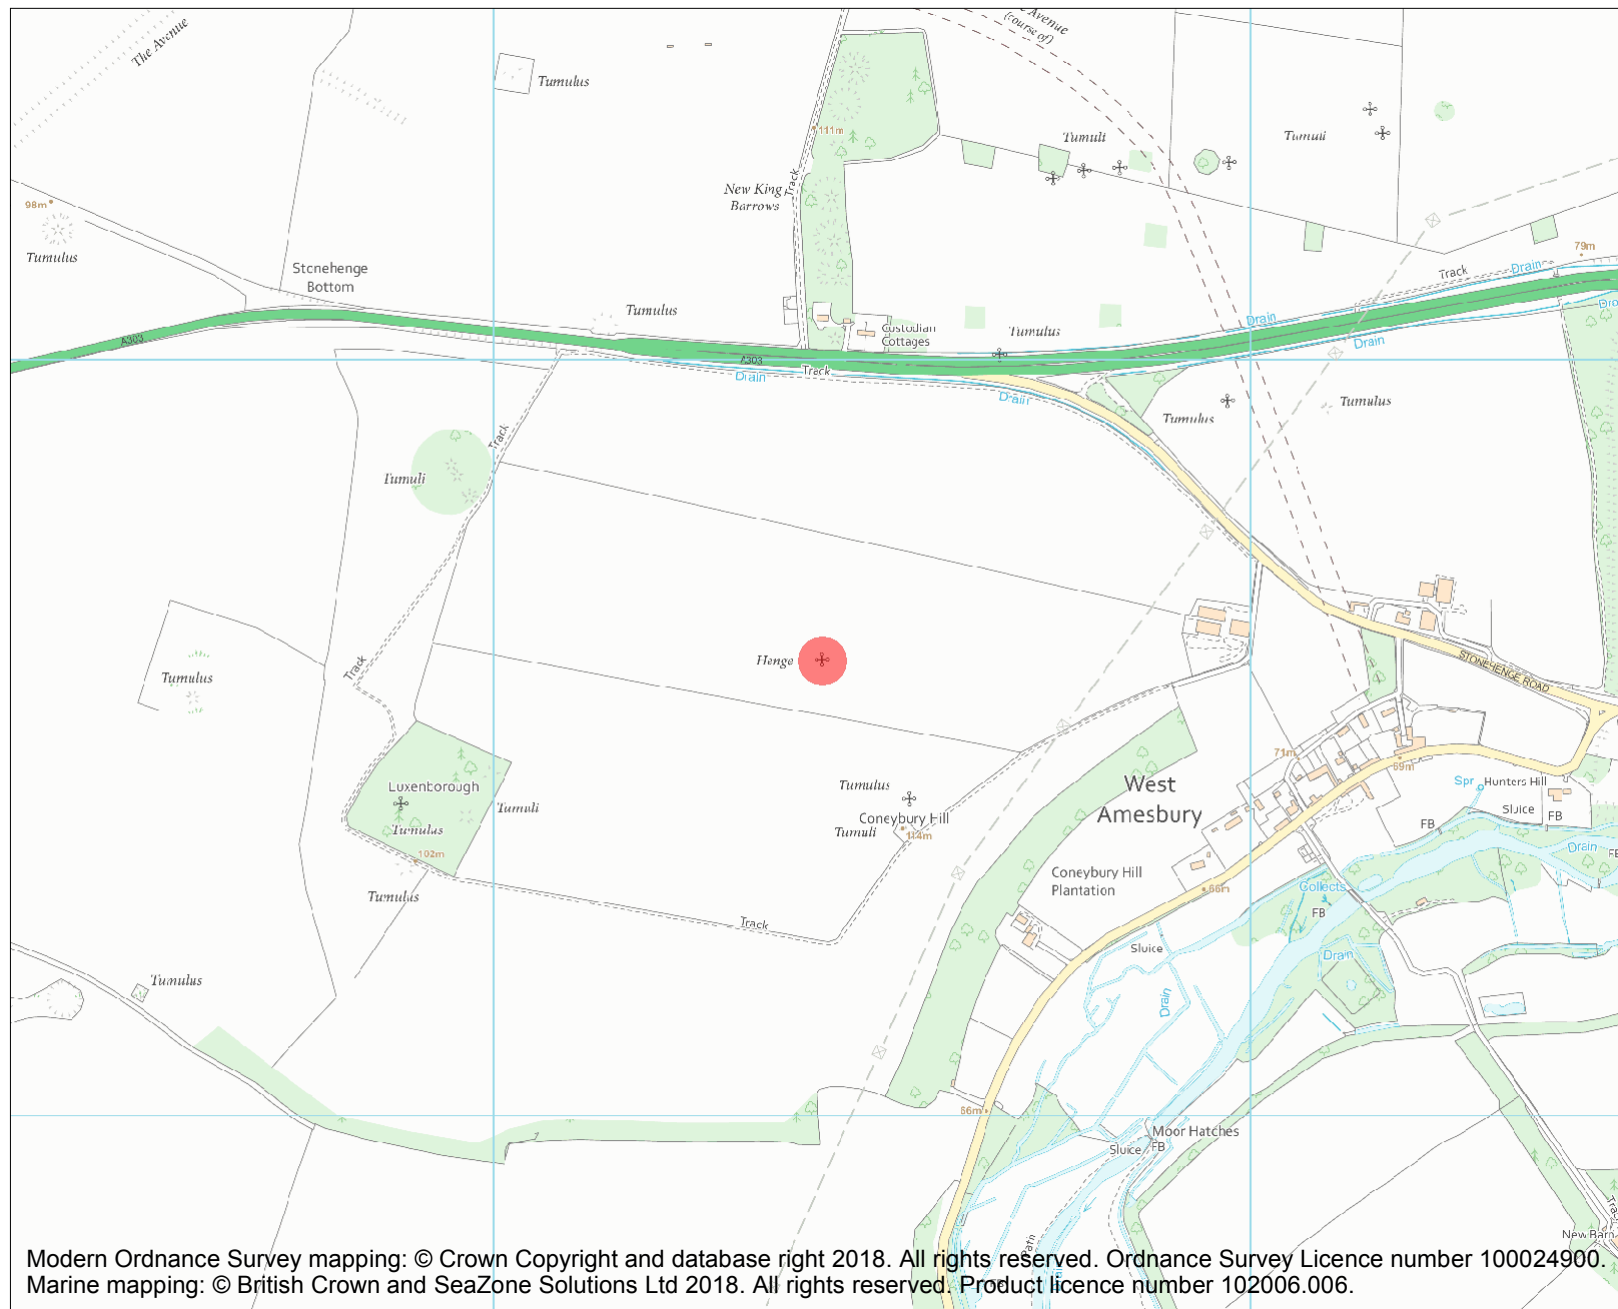 The Avenue
Avenue
(course of)
Tumulus
111m
Track
Tumuli
Tumuli
New King
Barrows
98m
Tumulus
Stonehenge
Bottom
Tumulus
79m
Track
Drain
Drain
Custodian
Cottages
Tumulus
Drain
A303
A303
Track
Drain
Drain
Tumulus
Tumulus
Track
Tumuli
Henge
Track
Tumulus
STONEHENGE ROAD
71m
69m
Luxenborough
Tumuli
Tumulus
102m
Tumulus
Tumulus
Coneybury Hill
Tumuli
114m
West
Amesbury
Spr
Hunters Hill
Sluice
FB
FB
Drain
Coneybury Hill
Plantation
66m
Collects
FB
Track
Sluice
Drain
Drain
Tumulus
66m
Moor Hatches
Sluice
FB
Path
New Barn
Modern Ordnance Survey mapping: © Crown Copyright and database right 2018. All rights reserved. Ordnance Survey Licence number 100024900.
Marine mapping: © British Crown and SeaZone Solutions Ltd 2018. All rights reserved. Product licence number 102006.006.